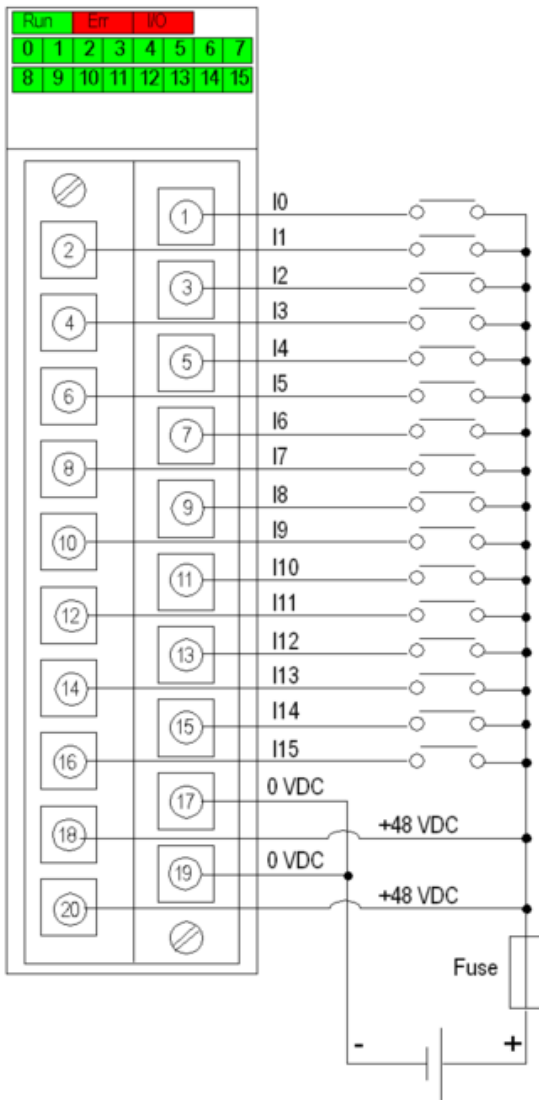 Run Err I/O
0 1 2 3 4 5 6 7
8 9 10 11 12 13 14 15
1 I0
2 I1
3 I2
4 I3
5 I4
6 I5
7 I6
8 I7
9 I8
10 I9
11 I10
12 I11
13 I12
14 I13
15 I14
16 I15
17 0 VDC
18 +48 VDC
19 0 VDC
20 +48 VDC
Fuse
- +